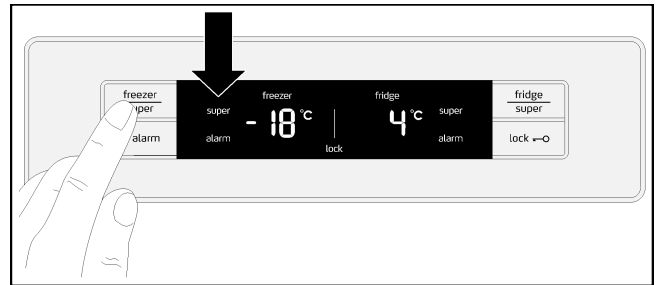 freezer
super
alarm
freezer
super
alarm
-18°C
lock
fridge
4°C
super
alarm
fridge
super
lock